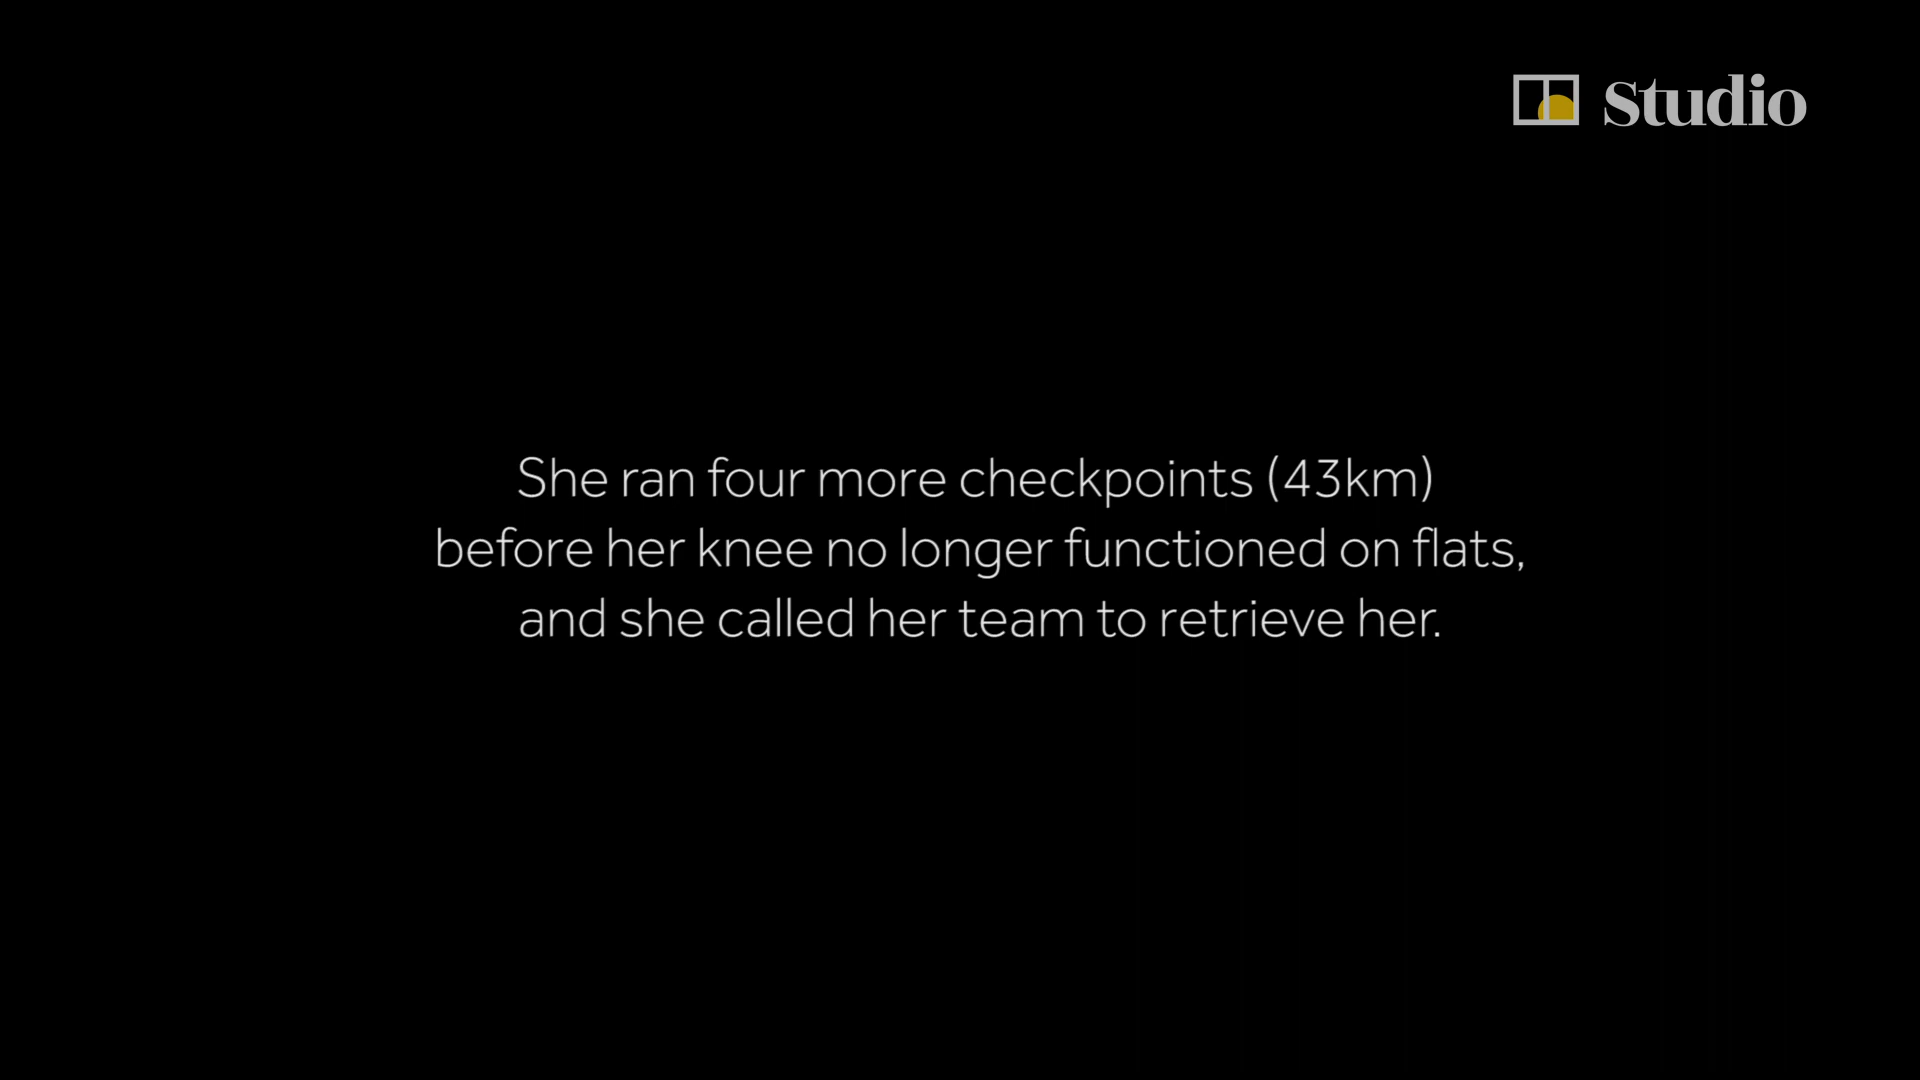 Studio
She ran four more checkpoints (43km)
before her knee no longer functioned on flats,
and she called her team to retrieve her.